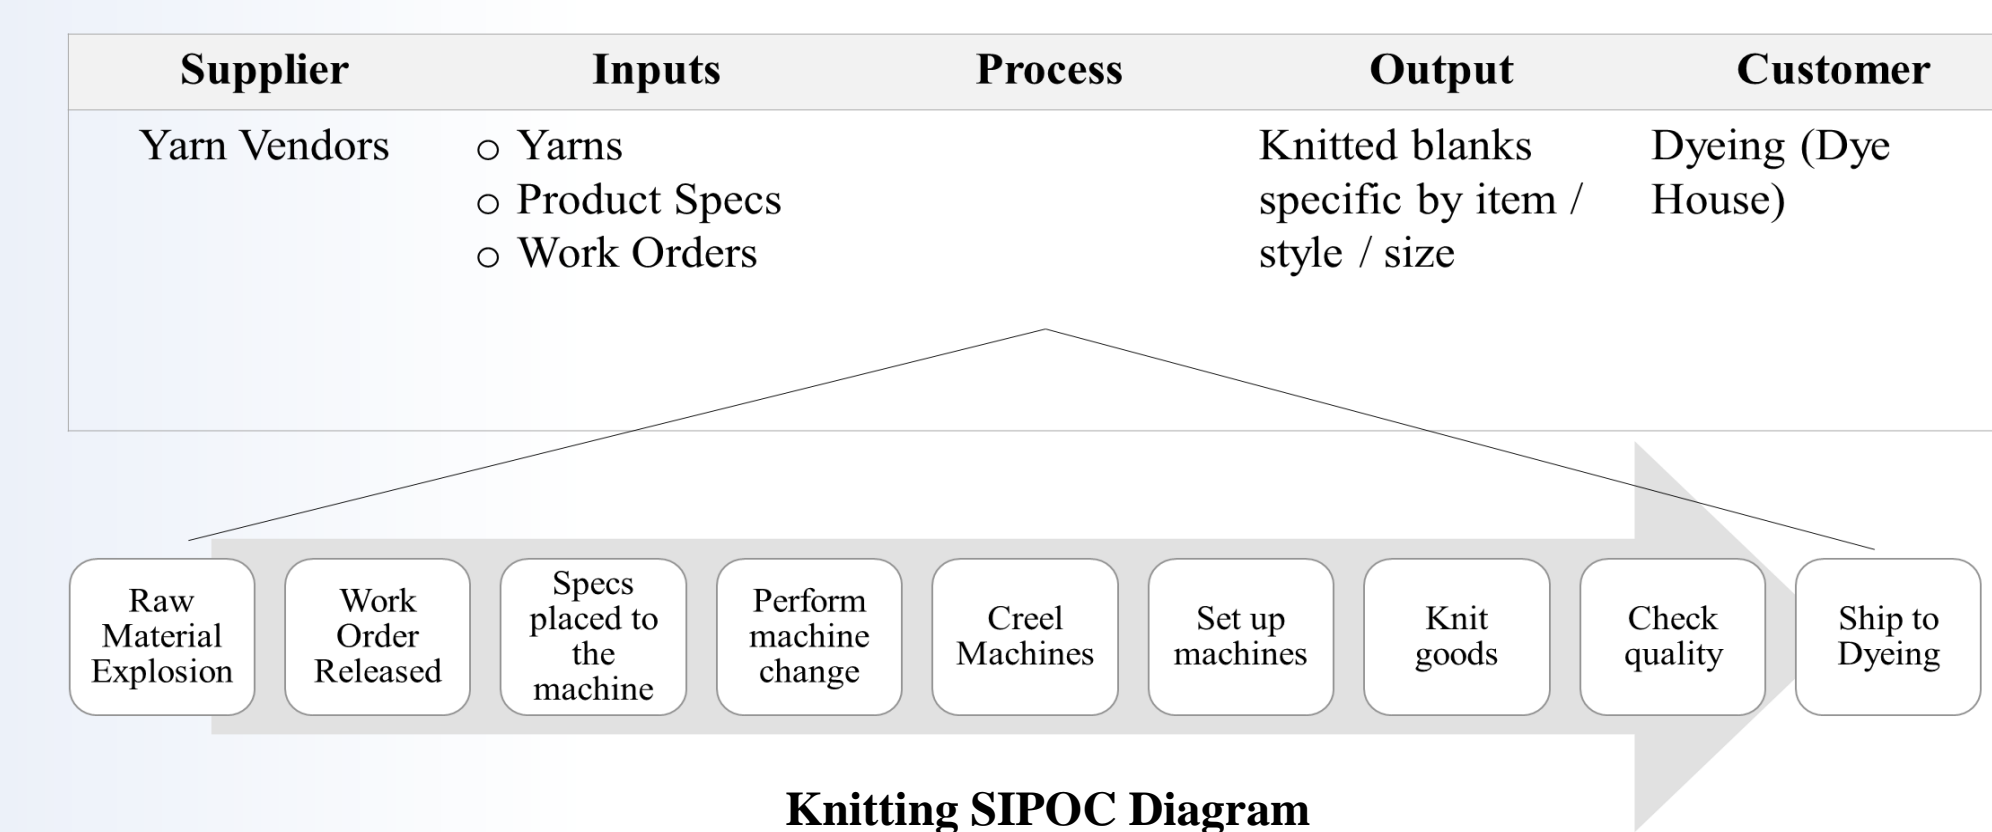 Supplier
Inputs
Process
Output
Customer
Yarn Vendors
o Yarns
o Product Specs
o Work Orders
Knitted blanks
specific by item /
style / size
Dyeing (Dye
House)
Raw
Material
Explosion
Work
Order
Released
Specs
placed to
the
machine
Perform
machine
change
Creel
Machines
Set up
machines
Knit
goods
Check
quality
Ship to
Dyeing
Knitting SIPOC Diagram